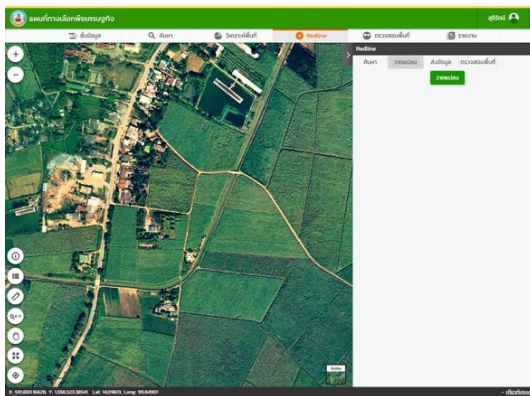 แผนที่ทางเลือกพืชเศรษฐกิจ
สุริรัตน์
ชั้นข้อมูล
ค้นหา
วิเคราะห์พื้นที่
Redline
ตรวจสอบพื้นที่
รายงาน
Redline
ค้นหา วาดแปลง ส่งข้อมูล ตรวจสอบพื้นที่
วาดแปลง